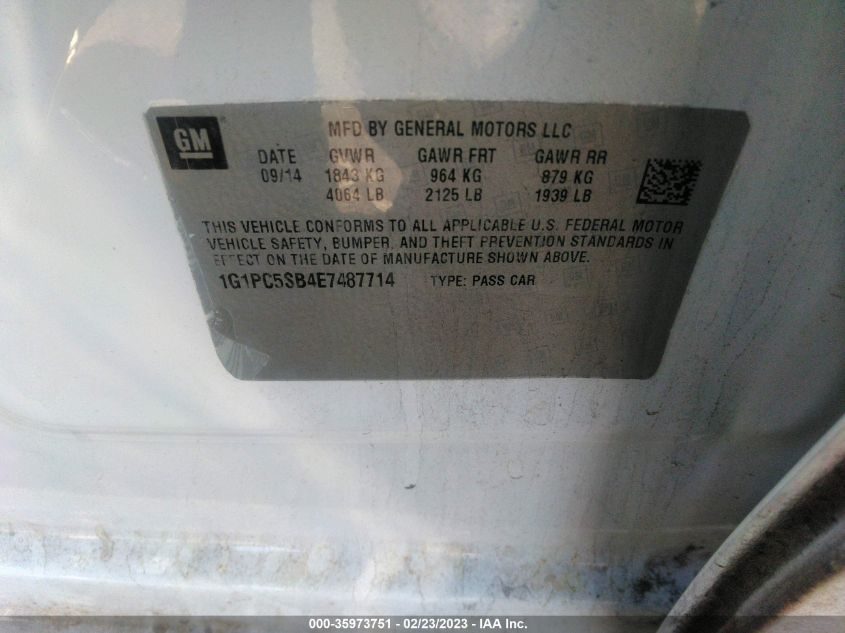 GM
MFD BY GENERAL MOTORS LLC
DATE GVWR GAWR FRT GAWR RR
09/14 1843 KG 964 KG 879 KG
4064 LB 2125 LB 1939 LB
THIS VEHICLE CONFORMS TO ALL APPLICABLE U.S. FEDERAL MOTOR
VEHICLE SAFETY, BUMPER, AND THEFT PREVENTION STANDARDS IN
EFFECT ON THE DATE OF MANUFACTURE SHOWN ABOVE.
1G1PC5SB4E7487714 TYPE: PASS CAR
000-35973751 / 02/23/2023 / IAA Inc.